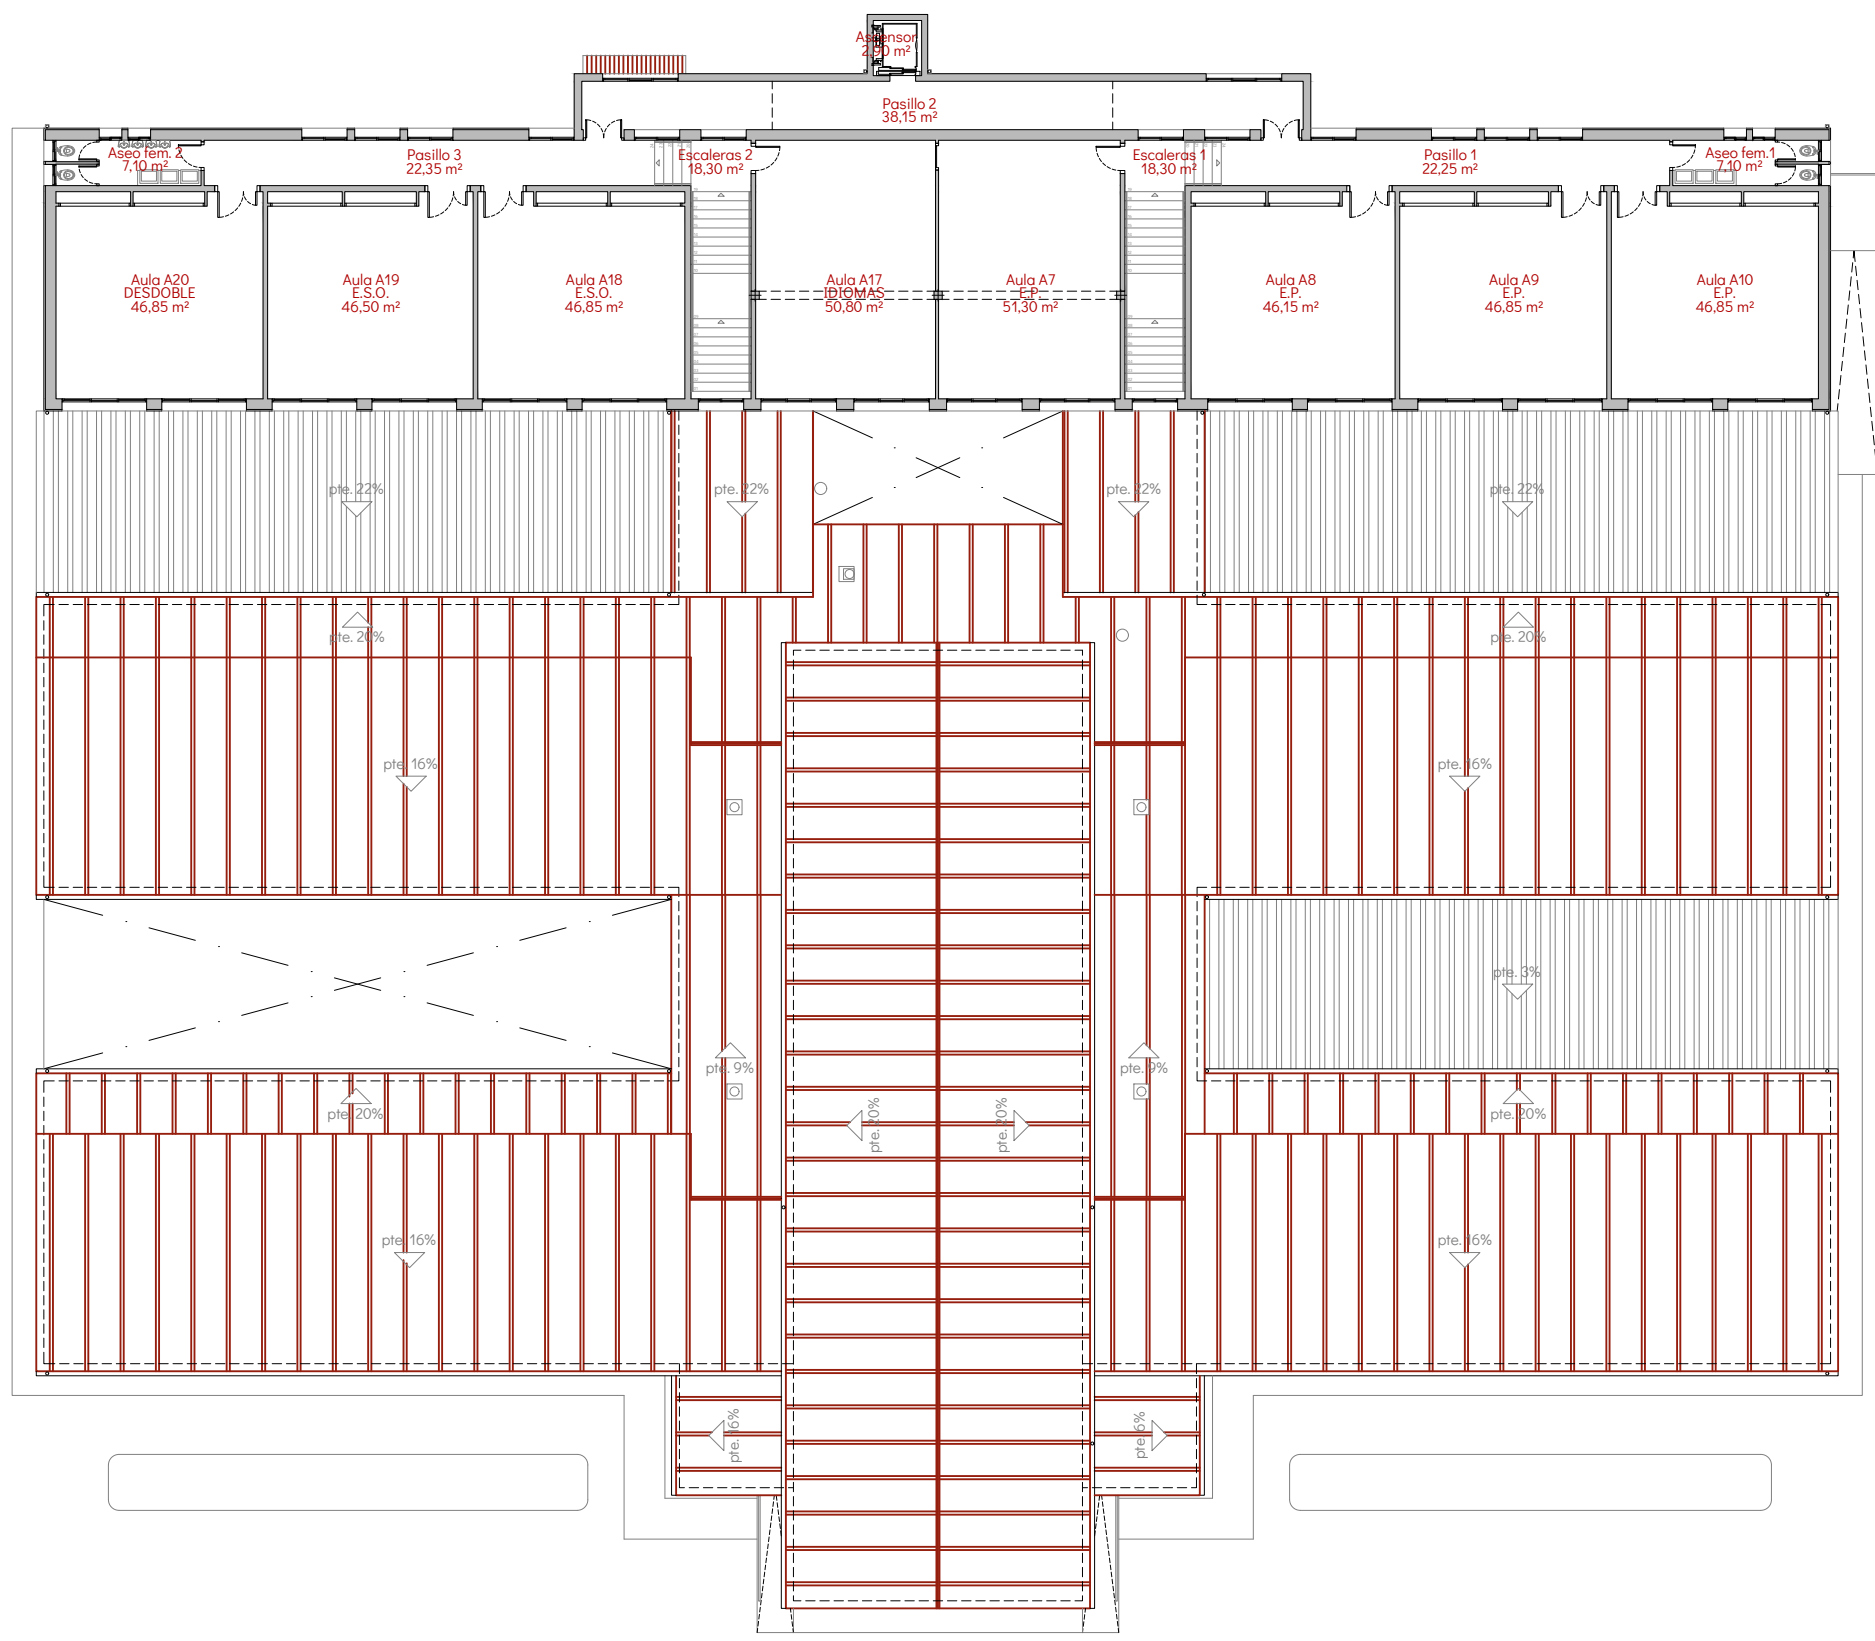 Ascensor
2,90 m²
Pasillo 2
38,15 m²
Aseo fem. 2
7,10 m²
Pasillo 3
22,35 m²
Escaleras 2
18,30 m²
Escaleras 1
18,30 m²
Pasillo 1
22,25 m²
Aseo fem.1
7,10 m²
Aula A20
DESDOBLE
46,85 m²
Aula A19
E.S.O.
46,50 m²
Aula A18
E.S.O.
46,85 m²
Aula A17
IDIOMAS
50,80 m²
Aula A7
E.P.
51,30 m²
Aula A8
E.P.
46,15 m²
Aula A9
E.P.
46,85 m²
Aula A10
E.P.
46,85 m²
pte. 22%
pte. 22%
pte. 22%
pte. 22%
pte. 20%
pte. 20%
pte. 16%
pte. 16%
pte. 3%
pte. 9%
pte. 9%
pte. 20%
pte. 20%
pte. 20%
pte. 20%
pte. 16%
pte. 16%
pte. 16%
pte. 6%